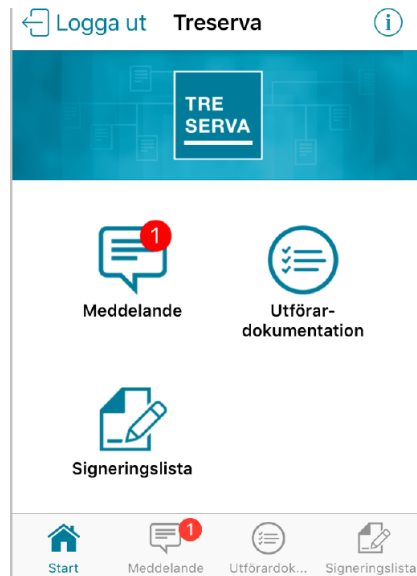 Logga ut Treserva
TRE
SERVA
1
Meddelande
Utförar-
dokumentation
Signeringslista
1
Start Meddelande Utförardok... Signeringslista